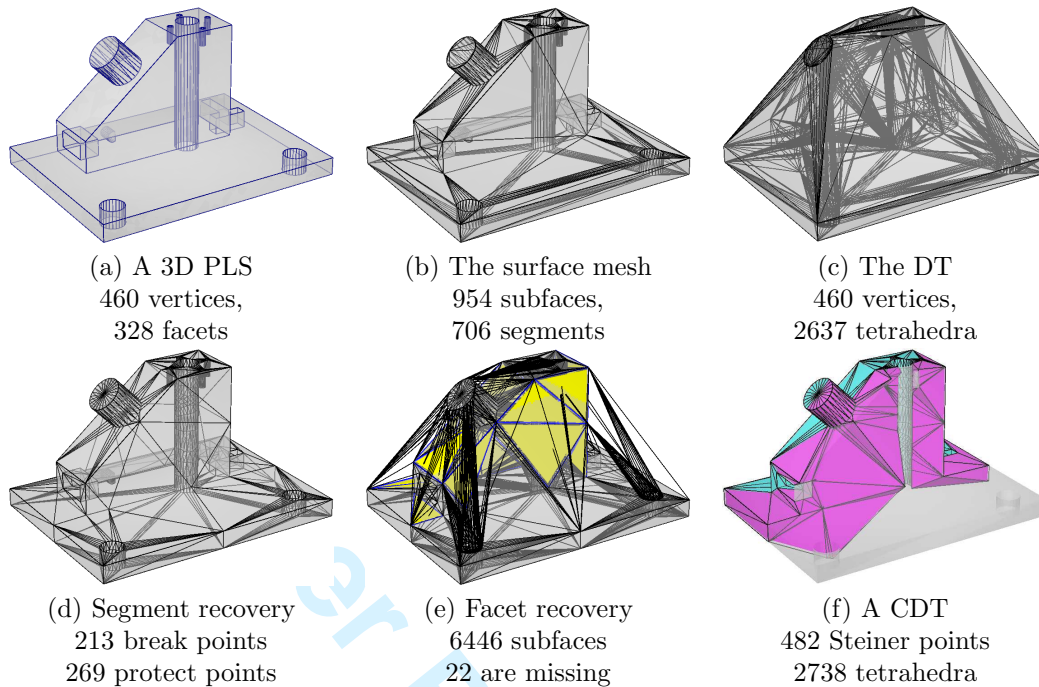 (a) A 3D PLS
460 vertices,
328 facets
(b) The surface mesh
954 subfaces,
706 segments
(c) The DT
460 vertices,
2637 tetrahedra
(d) Segment recovery
213 break points
269 protect points
(e) Facet recovery
6446 subfaces
22 are missing
(f) A CDT
482 Steiner points
2738 tetrahedra
er